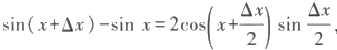 sin(x+Δx)−sin x=2cos(x+Δx/2) sin Δx/2,